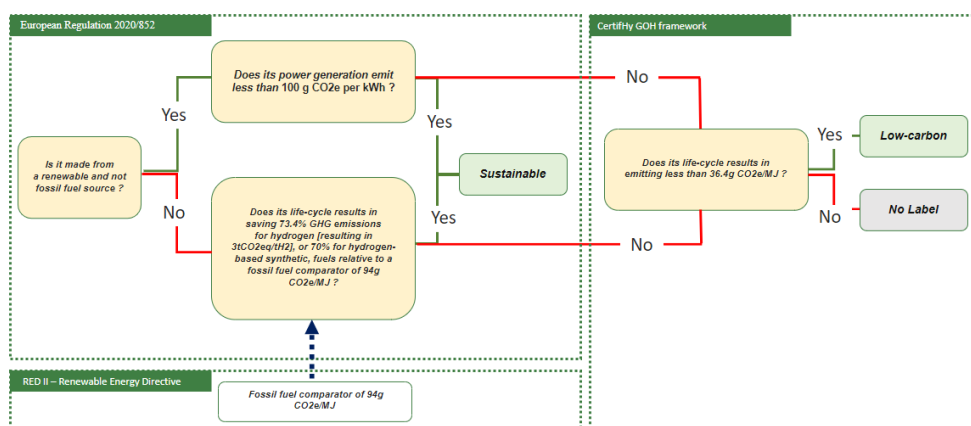 European Regulation 2020/852
CertifHy GOH framework
Does its power generation emit
less than 100 g CO2e per kWh ?
No
Yes
Yes
Is it made from
a renewable and not
fossil fuel source ?
No
Does its life-cycle results in
saving 73.4% GHG emissions
for hydrogen [resulting in
3tCO2eq/tH2], or 70% for hydrogen-
based synthetic, fuels relative to a
fossil fuel comparator of 94g
CO2e/MJ ?
Sustainable
Yes
No
Does its life-cycle results in
emitting less than 36.4g CO2e/MJ ?
Yes
Low-carbon
No
No Label
RED II – Renewable Energy Directive
Fossil fuel comparator of 94g
CO2e/MJ